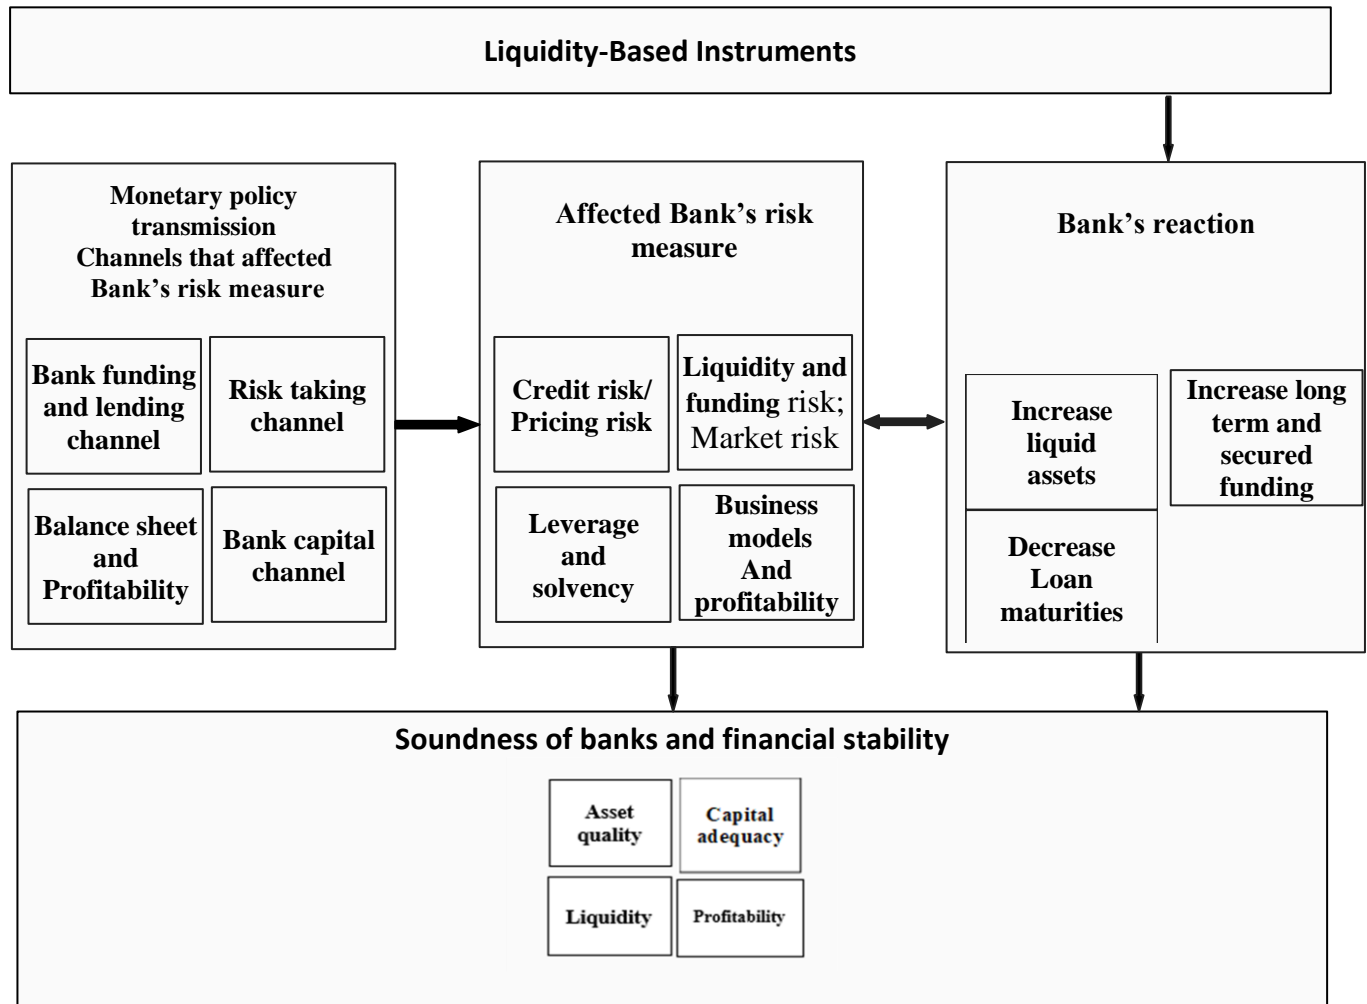 Liquidity-Based Instruments
Monetary policy
transmission
Channels that affected
Bank’s risk measure
Bank funding
and lending
channel
Risk taking
channel
Balance sheet
and
Profitability
Bank capital
channel
Affected Bank’s risk
measure
Credit risk/
Pricing risk
Liquidity and
funding risk;
Market risk
Leverage
and
solvency
Business
models
And
profitability
Bank’s reaction
Increase
liquid
assets
Increase long
term and
secured
funding
Decrease
Loan
maturities
Soundness of banks and financial stability
Asset
quality
Capital
adequacy
Liquidity
Profitability